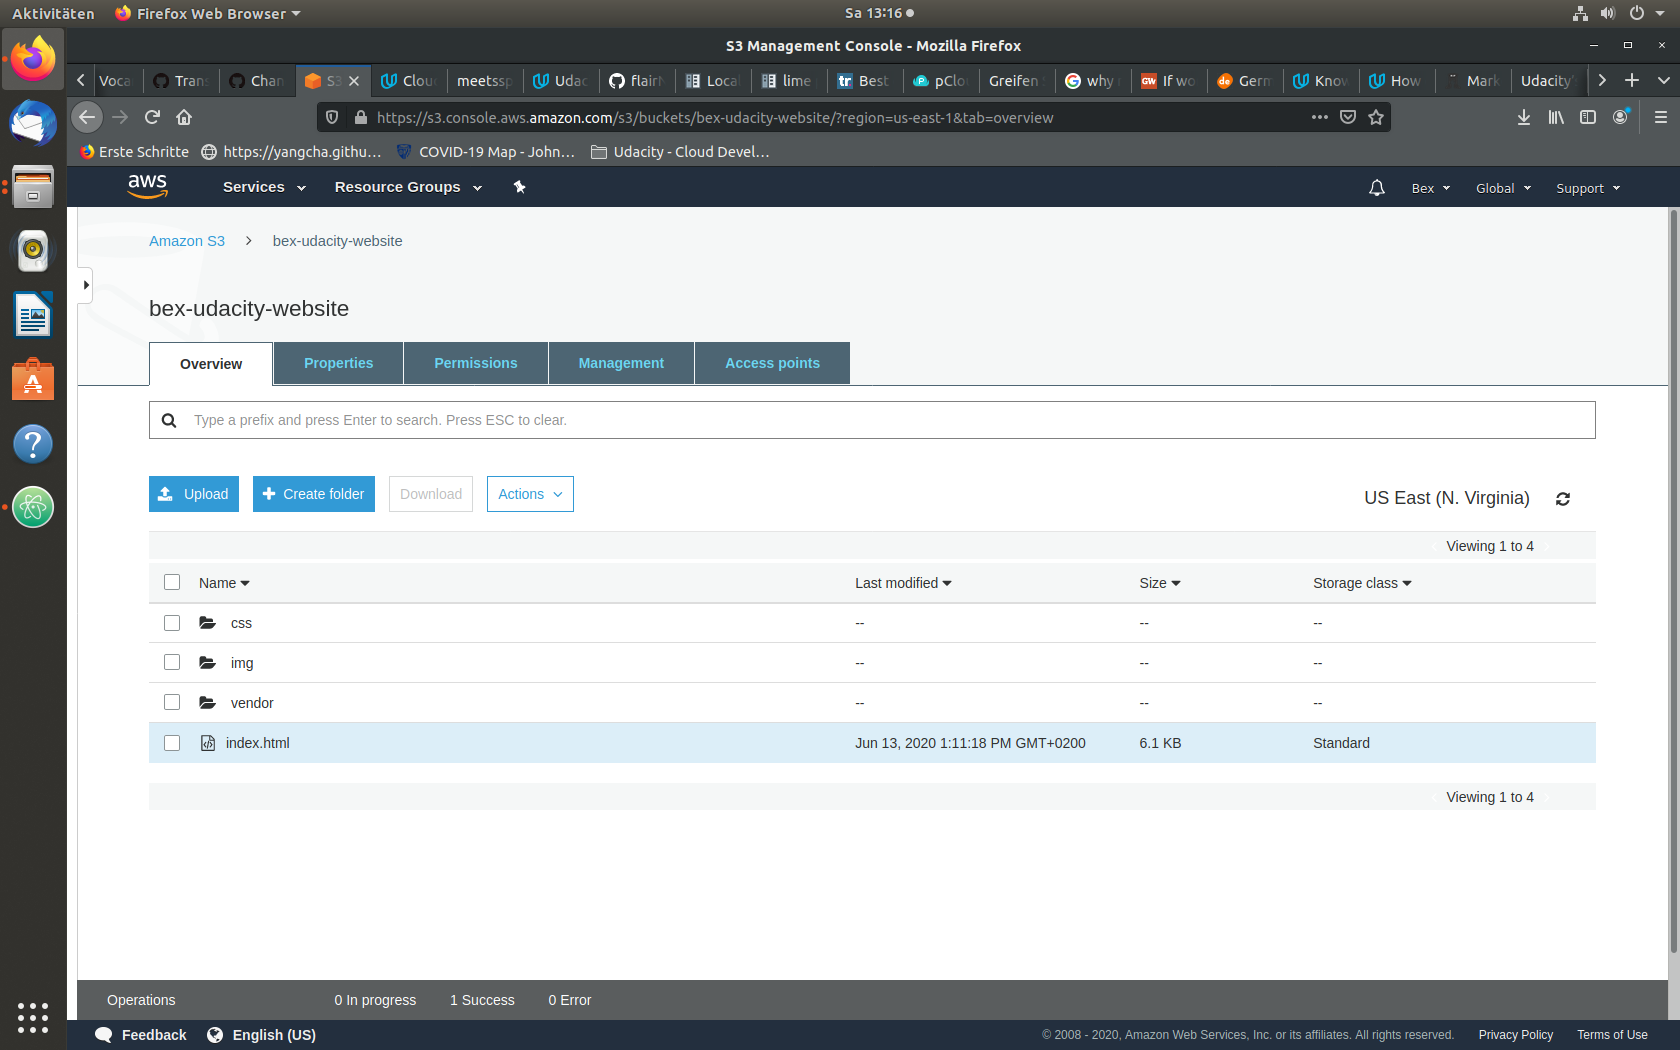 Aktivitäten Firefox Web Browser Sa 13:16
S3 Management Console - Mozilla Firefox
Voca Trans Chan S3 Clou meetssp Udac flairN Local lime Best pClo Greifen why If wo Germ Know How Mark Udacity
https://s3.console.aws.amazon.com/s3/buckets/bex-udacity-website/?region=us-east-1&tab=overview
Erste Schritte https://yangcha.githu… COVID-19 Map - John… Udacity - Cloud Devel…
aws Services Resource Groups Bex Global Support
Amazon S3 > bex-udacity-website
bex-udacity-website
Overview Properties Permissions Management Access points
Type a prefix and press Enter to search. Press ESC to clear.
Upload + Create folder Download Actions US East (N. Virginia)
Viewing 1 to 4
Name Last modified Size Storage class
css -- -- --
img -- -- --
vendor -- -- --
index.html Jun 13, 2020 1:11:18 PM GMT+0200 6.1 KB Standard
Viewing 1 to 4
Operations 0 In progress 1 Success 0 Error
Feedback English (US) © 2008 - 2020, Amazon Web Services, Inc. or its affiliates. All rights reserved. Privacy Policy Terms of Use